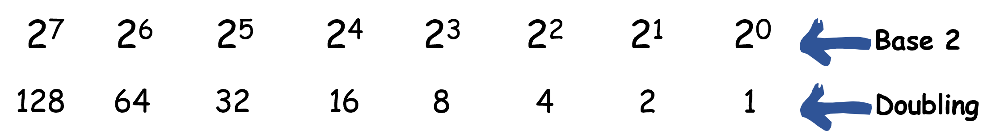 2⁷ 2⁶ 2⁵ 2⁴ 2³ 2² 2¹ 2⁰ Base 2
128 64 32 16 8 4 2 1 Doubling